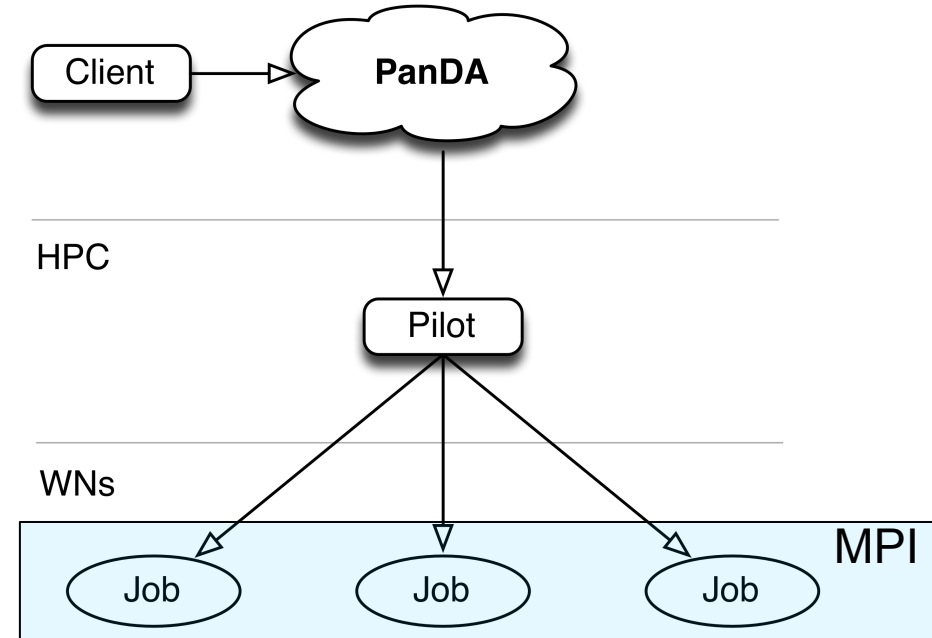 Client
PanDA
HPC
Pilot
WNs
MPI
Job
Job
Job